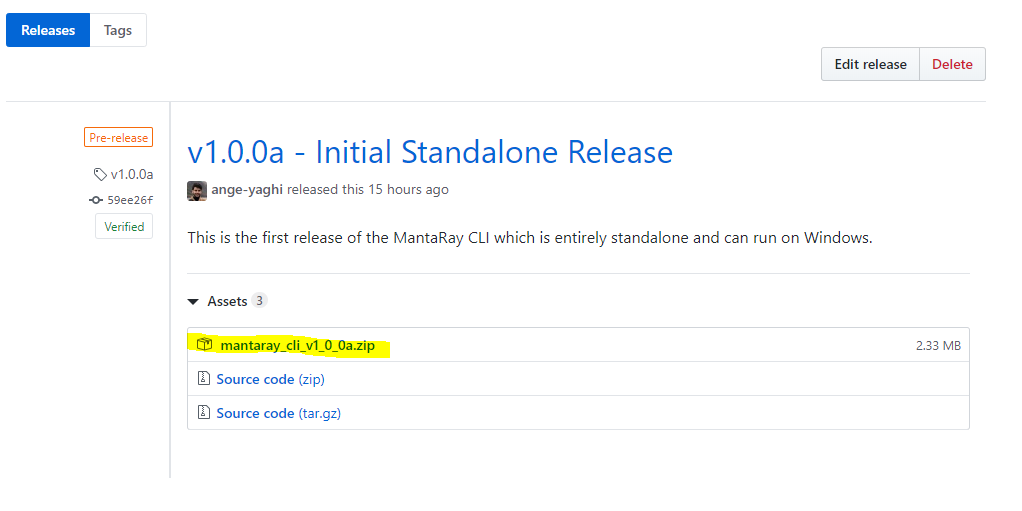 Releases Tags
Edit release Delete
Pre-release
v1.0.0a
59ee26f
Verified
v1.0.0a - Initial Standalone Release
ange-yaghi released this 15 hours ago
This is the first release of the MantaRay CLI which is entirely standalone and can run on Windows.
Assets 3
mantaray_cli_v1_0_0a.zip 2.33 MB
Source code (zip)
Source code (tar.gz)